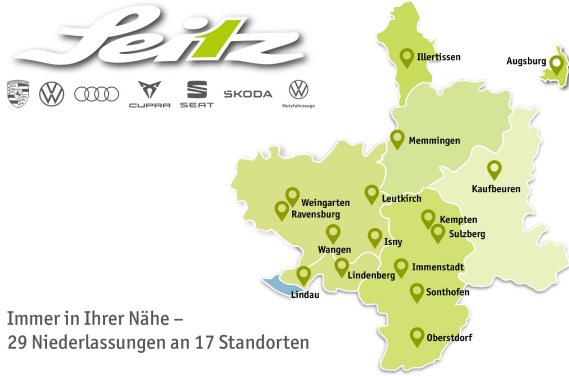 Seitz
CUPRA
SEAT
ŠKODA
Nutzfahrzeuge
Illertissen
Augsburg
Memmingen
Kaufbeuren
Leutkirch
Weingarten
Ravensburg
Kempten
Sulzberg
Wangen
Isny
Lindenberg
Immenstadt
Lindau
Sonthofen
Oberstdorf
Immer in Ihrer Nähe –
29 Niederlassungen an 17 Standorten